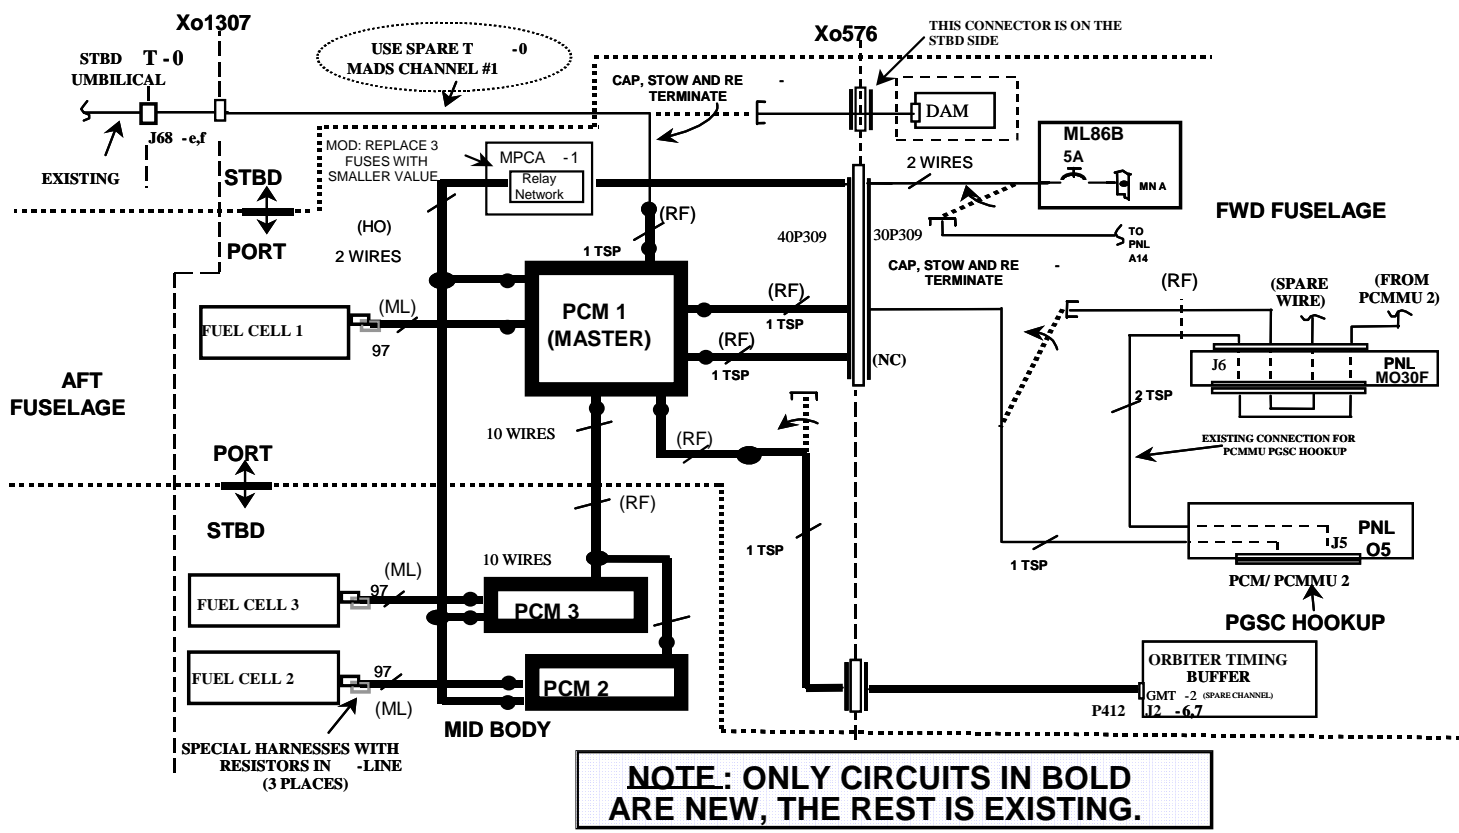 Xo1307
STBD T - 0
UMBILICAL
J68 - e,f
EXISTING
STBD
PORT
USE SPARE T -0
MADS CHANNEL #1
Xo576
THIS CONNECTOR IS ON THE
STBD SIDE
CAP, STOW AND RE -
TERMINATE
DAM
ML86B
5A
MN A
2 WIRES
FWD FUSELAGE
MOD: REPLACE 3
FUSES WITH
SMALLER VALUE
MPCA - 1
Relay
Network
(RF)
1 TSP
(HO)
2 WIRES
40P309
30P309
TO
PNL
A14
CAP, STOW AND RE -
TERMINATE
(RF)
(SPARE
WIRE)
(FROM
PCMMU 2)
FUEL CELL 1
(ML)
97
PCM 1
(MASTER)
(RF)
1 TSP
(RF)
1 TSP
(NC)
J6
PNL
MO30F
AFT
FUSELAGE
2 TSP
10 WIRES
(RF)
EXISTING CONNECTION FOR
PCMMU PGSC HOOKUP
PORT
STBD
(RF)
1 TSP
1 TSP
PNL
O5
J5
PCM/ PCMMU 2
PGSC HOOKUP
10 WIRES
FUEL CELL 3
97
(ML)
PCM 3
FUEL CELL 2
97
(ML)
PCM 2
MID BODY
ORBITER TIMING
BUFFER
GMT - 2 (SPARE CHANNEL)
P412 J2 - 6,7
SPECIAL HARNESSES WITH
RESISTORS IN -LINE
(3 PLACES)
NOTE : ONLY CIRCUITS IN BOLD
ARE NEW, THE REST IS EXISTING.